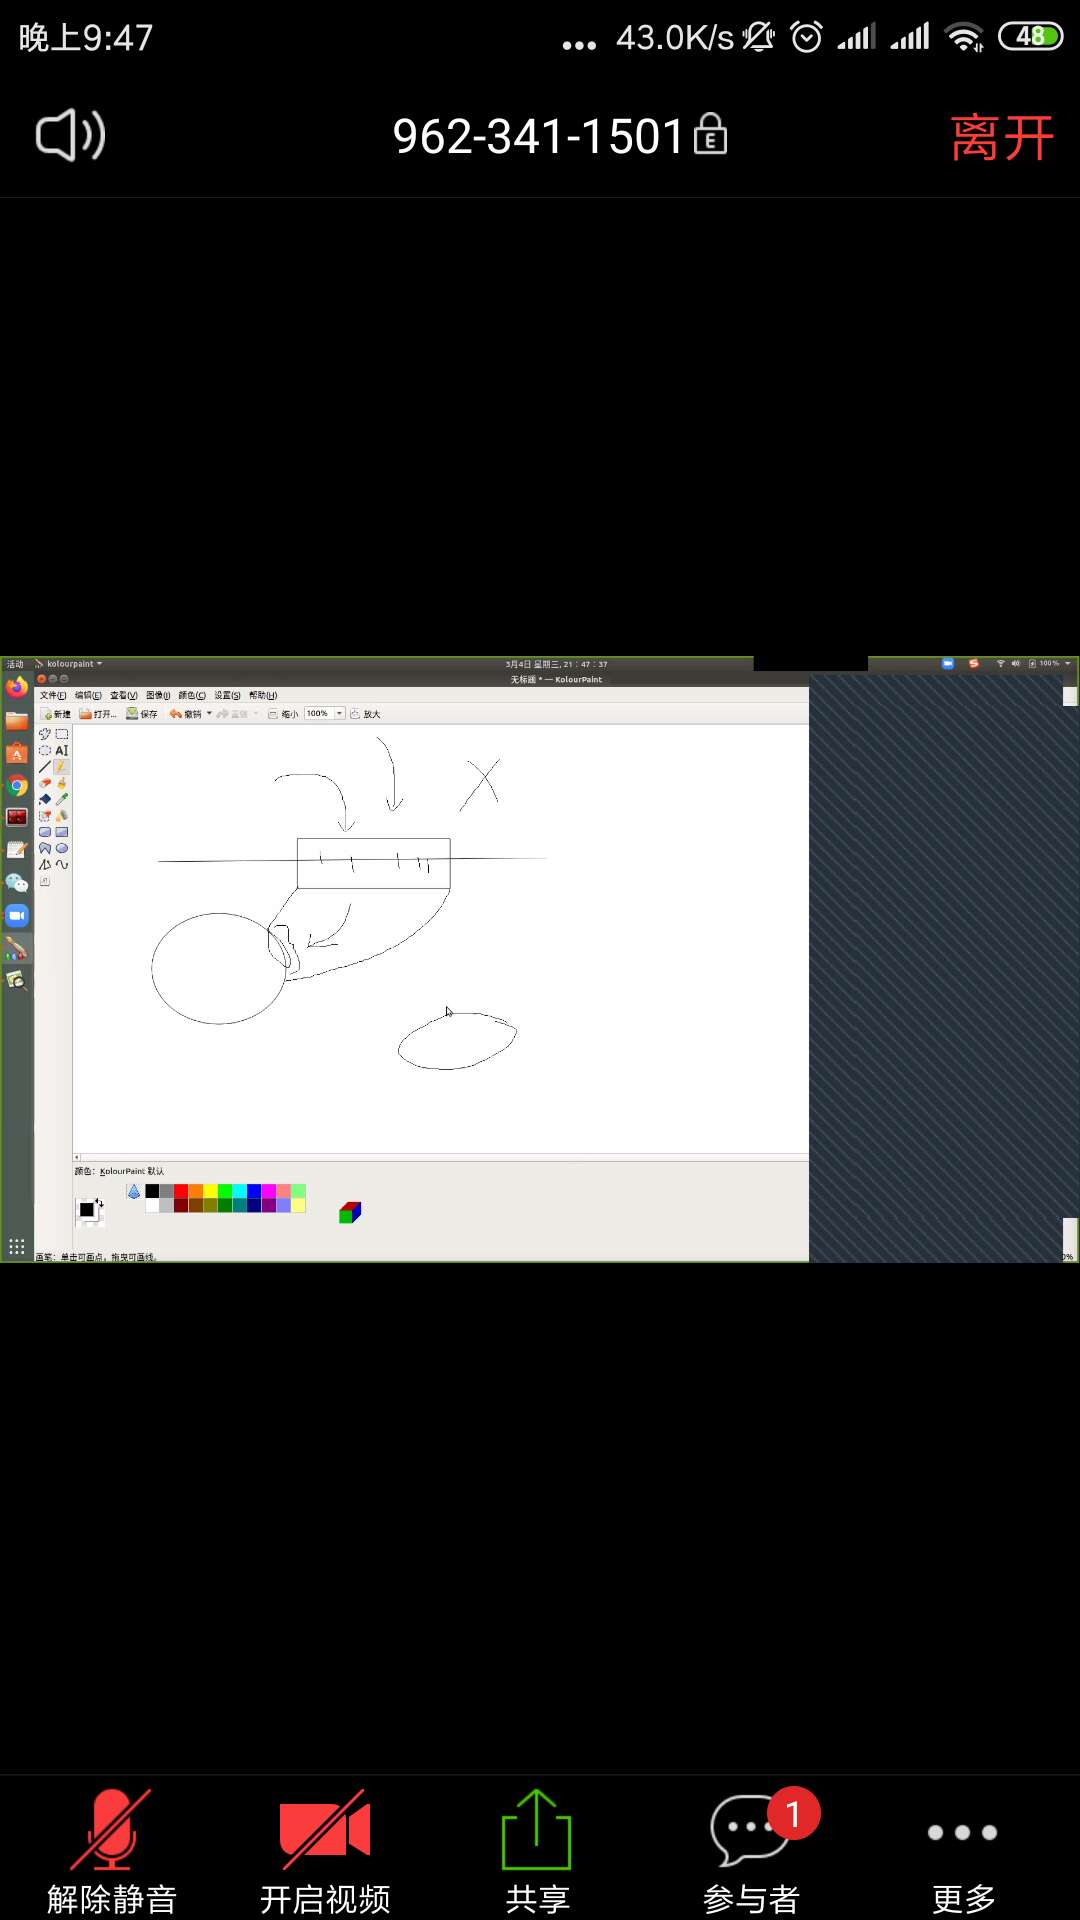 晚上9:47
43.0K/s
48
962-341-1501
E
离开
活动
kolourpaint
3月4日 星期三, 21:47:37
100%
无标题 * — KolourPaint
文件(F) 编辑(E) 查看(V) 图像(I) 颜色(C) 设置(S) 帮助(H)
新建 打开... 保存 撤销 缩小 100% 放大
颜色: KolourPaint 默认
画笔: 单击可画点, 拖曳可画线。
0%
1
解除静音 开启视频 共享 参与者 更多